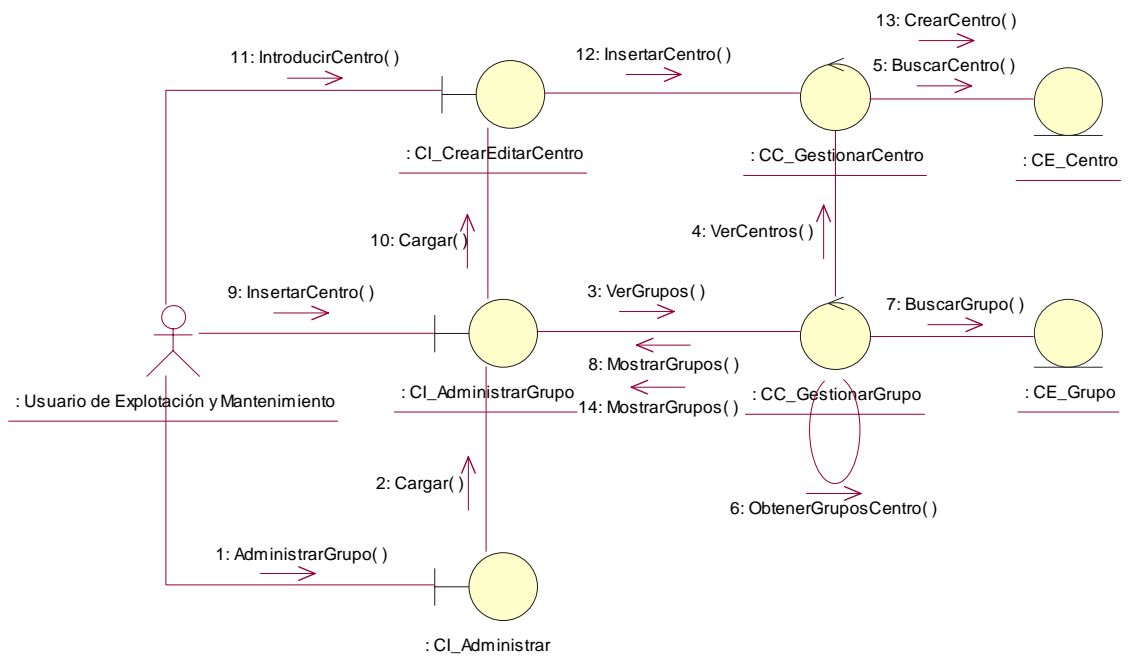 13: CrearCentro( )
11: IntroducirCentro( )
12: InsertarCentro( )
5: BuscarCentro( )
: CI_CrearEditarCentro
: CC_GestionarCentro
: CE_Centro
10: Cargar( )
4: VerCentros( )
9: InsertarCentro( )
3: VerGrupos( )
7: BuscarGrupo( )
8: MostrarGrupos( )
: Usuario de Explotación y Mantenimiento
: CI_AdministrarGrupo
14: MostrarGrupos( )
: CC_GestionarGrupo
: CE_Grupo
2: Cargar( )
6: ObtenerGruposCentro( )
1: AdministrarGrupo( )
: CI_Administrar